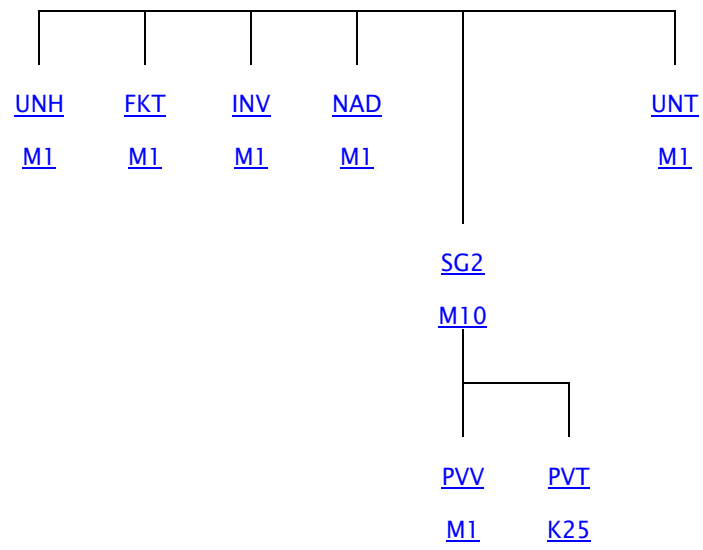 UNH FKT INV NAD UNT
M1 M1 M1 M1 M1
SG2
M10
PVV PVT
M1 K25